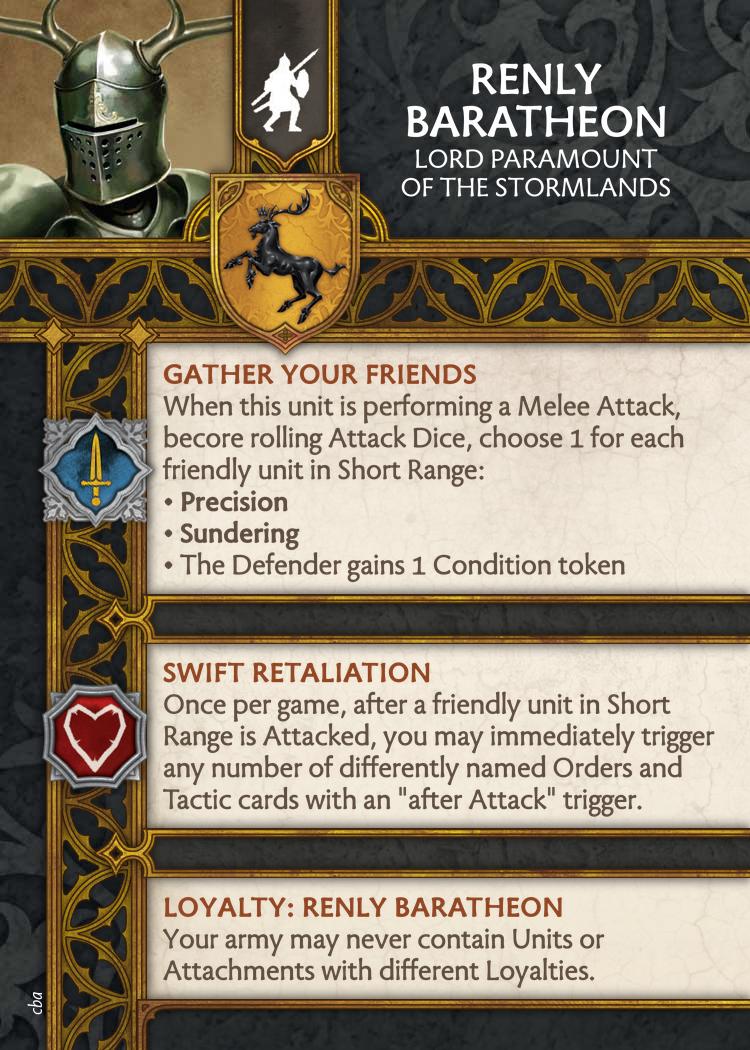 RENLY
BARATHEON
LORD PARAMOUNT
OF THE STORMLANDS
GATHER YOUR FRIENDS
When this unit is performing a Melee Attack,
becore rolling Attack Dice, choose 1 for each
friendly unit in Short Range:
• Precision
• Sundering
• The Defender gains 1 Condition token
SWIFT RETALIATION
Once per game, after a friendly unit in Short
Range is Attacked, you may immediately trigger
any number of differently named Orders and
Tactic cards with an "after Attack" trigger.
LOYALTY: RENLY BARATHEON
Your army may never contain Units or
Attachments with different Loyalties.
cba